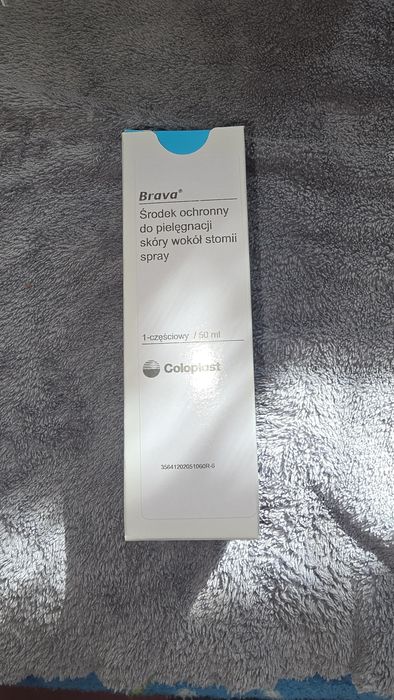 Brava®
Środek ochronny
do pielęgnacji
skóry wokół stomii
spray
1-częściowy / 50 ml
Coloplast
35641202051060R-6